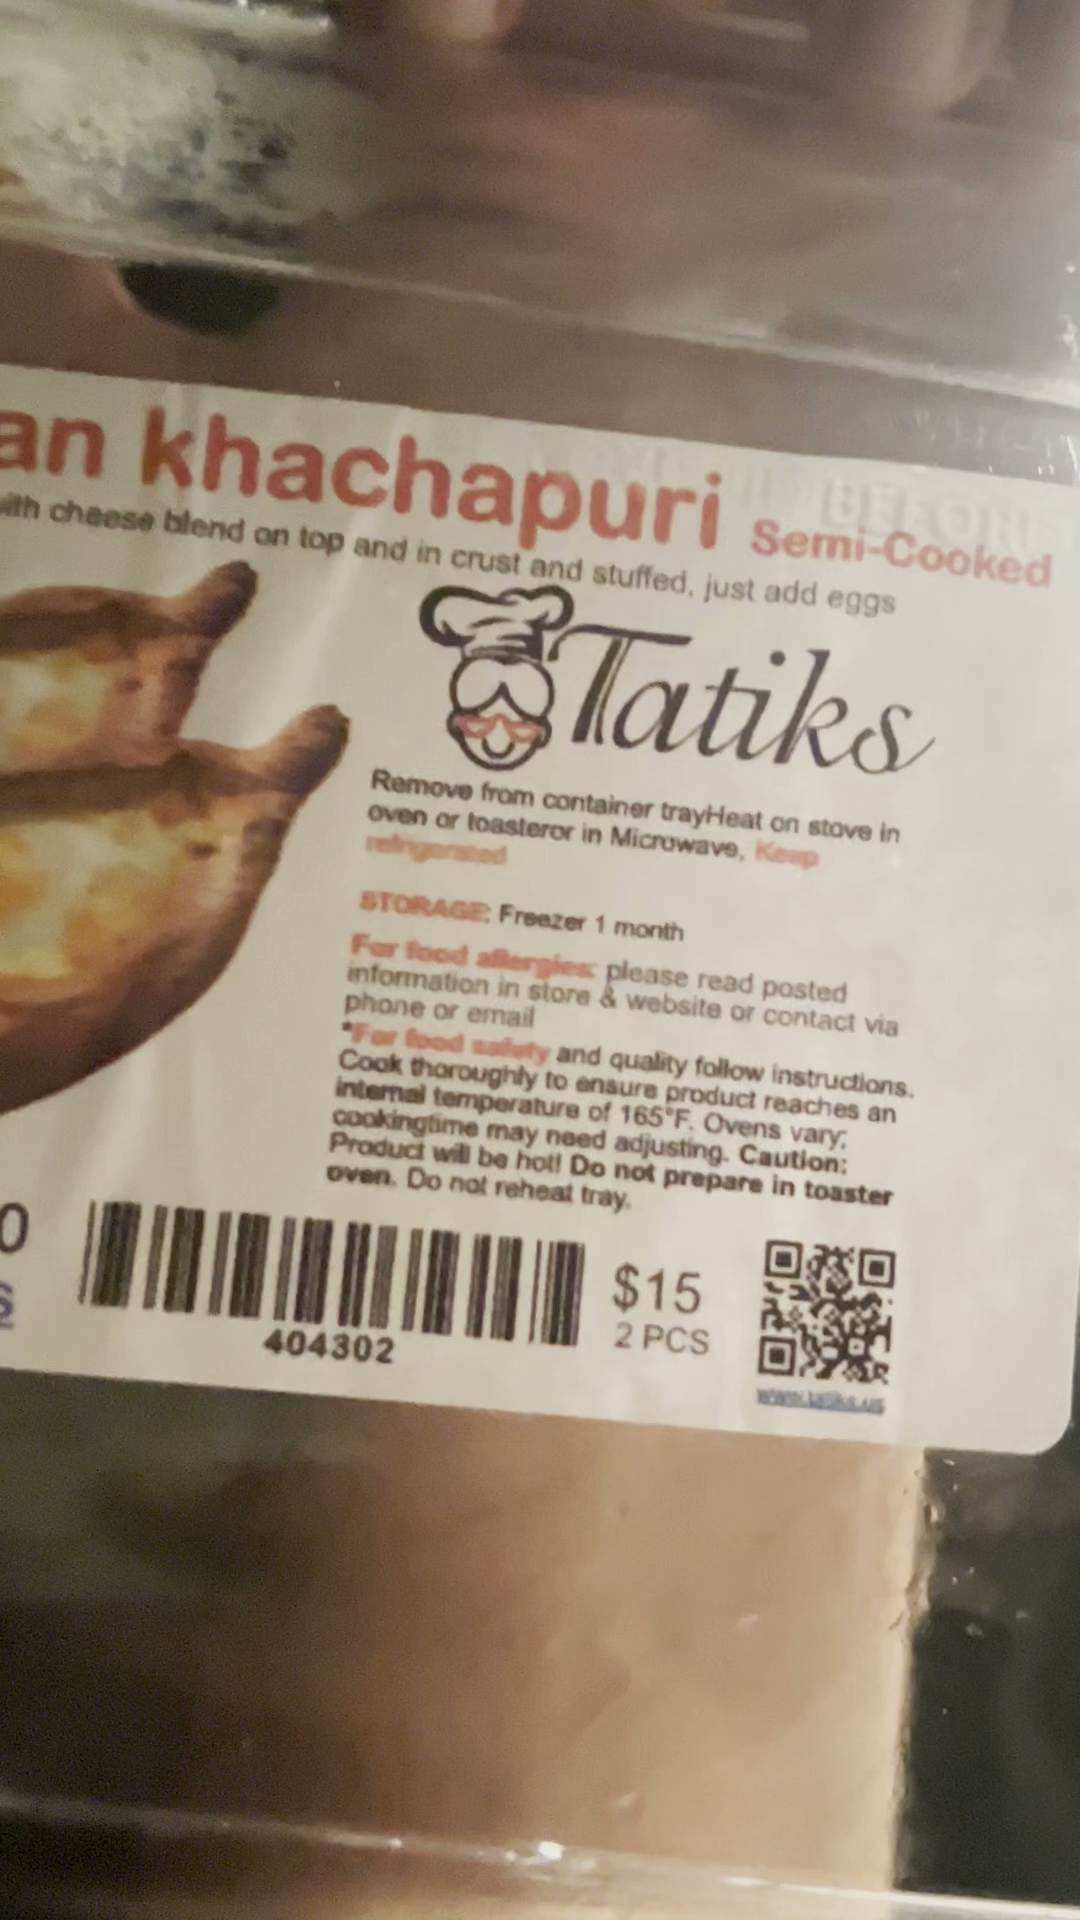 an khachapuri Semi-Cooked
with cheese blend on top and in crust and stuffed, just add eggs
BEFORE
Tatiks
Remove from container trayHeat on stove in
oven or toasteror in Microwave, Keep
refrigerated
STORAGE: Freezer 1 month
For food allergies: please read posted
information in store & website or contact via
phone or email
*For food safety and quality follow instructions.
Cook thoroughly to ensure product reaches an
internal temperature of 165°F. Ovens vary;
cookingtime may need adjusting. Caution:
Product will be hot! Do not prepare in toaster
oven. Do not reheat tray.
0
S
404302
$15
2 PCS
www.tatiks.us